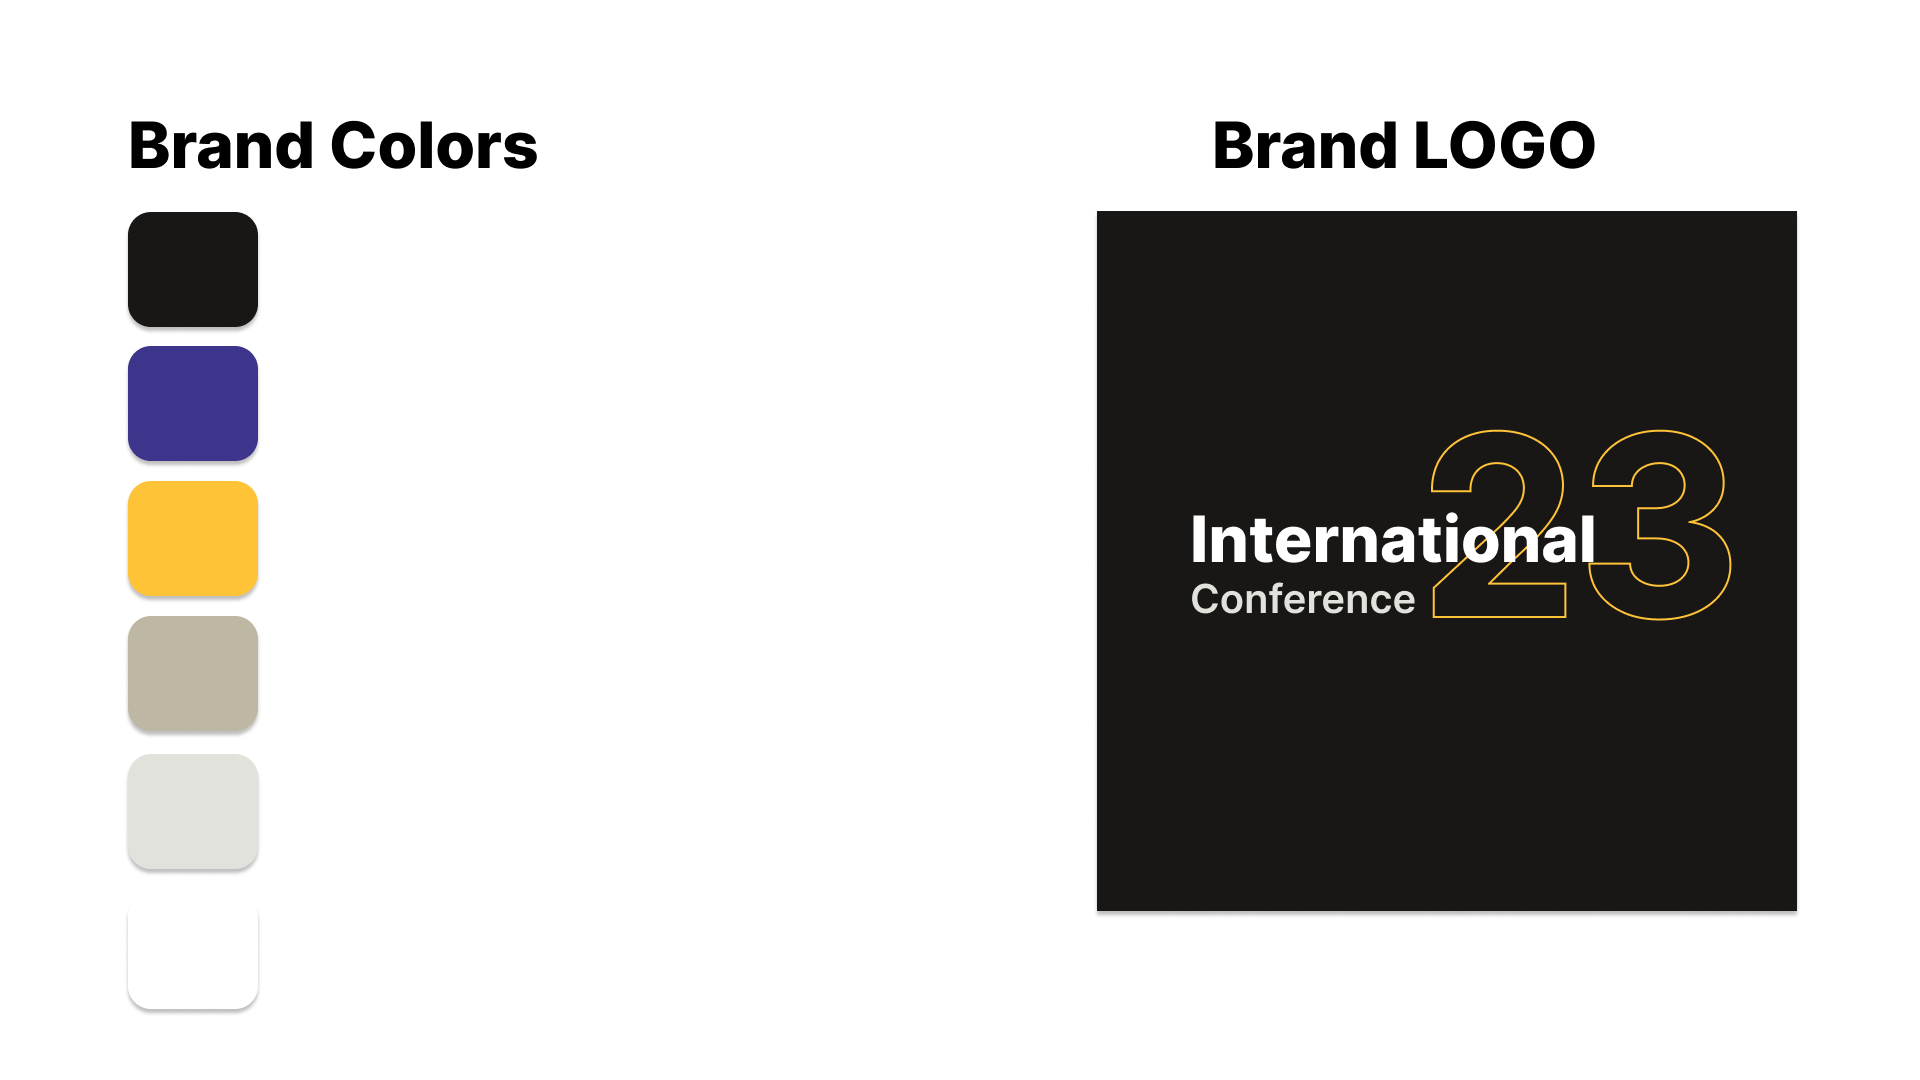 Brand Colors
Brand LOGO
23
International
Conference